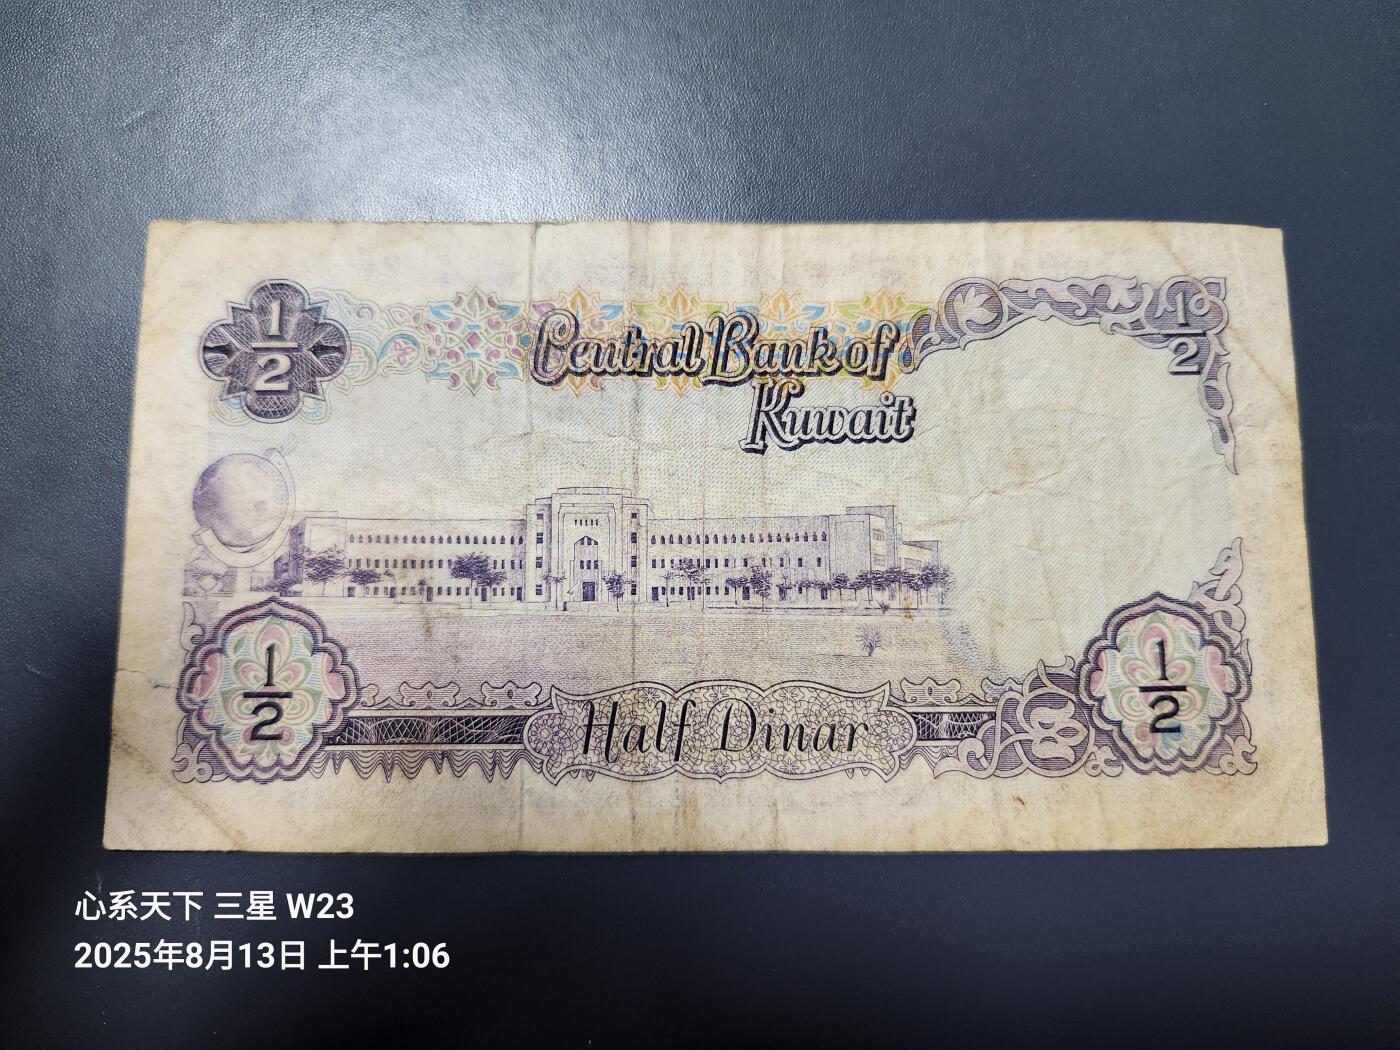 1/2
Central Bank of
Kuwait
1/2
1/2
Half Dinar
1/2
心系天下 三星 W23
2025年8月13日 上午1:06